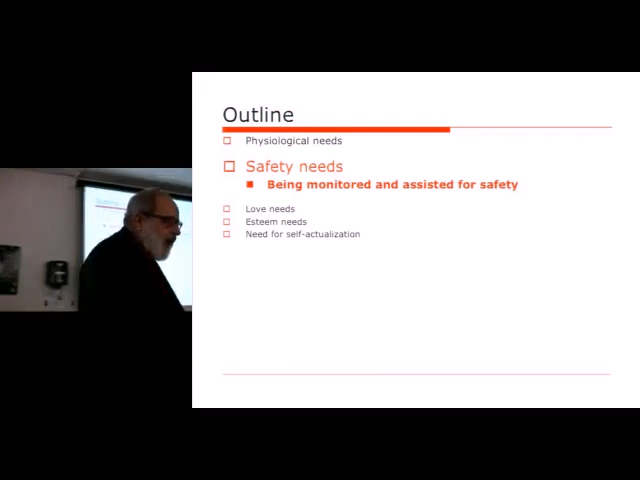 Outline
Physiological needs
Safety needs
Being monitored and assisted for safety
Love needs
Esteem needs
Need for self-actualization